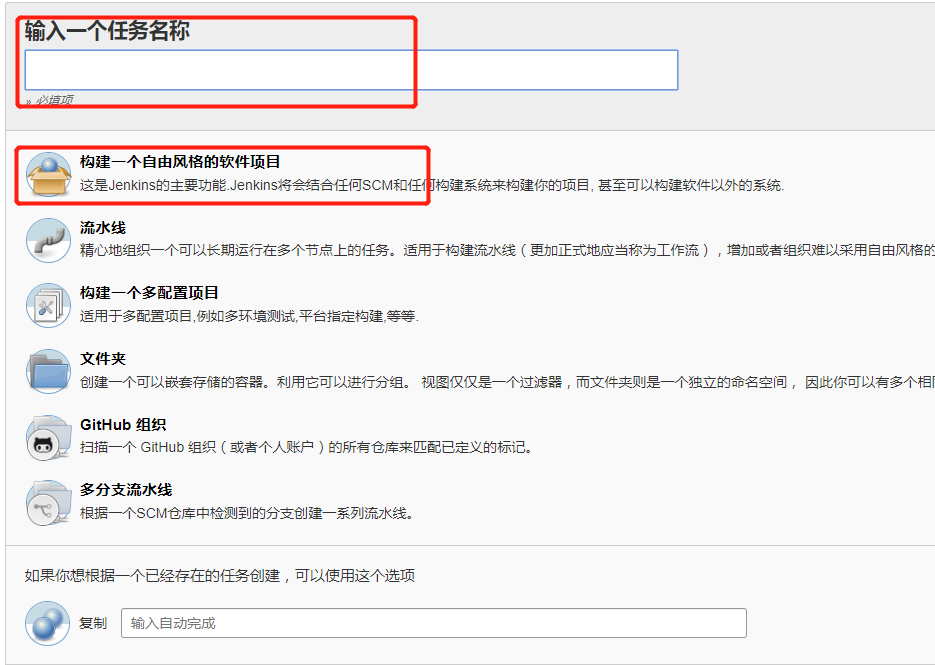 输入一个任务名称
» 必填项
构建一个自由风格的软件项目
这是Jenkins的主要功能.Jenkins将会结合任何SCM和任何构建系统来构建你的项目, 甚至可以构建软件以外的系统.
流水线
精心地组织一个可以长期运行在多个节点上的任务。适用于构建流水线（更加正式地应当称为工作流），增加或者组织难以采用自由风格的
构建一个多配置项目
适用于多配置项目,例如多环境测试,平台指定构建,等等.
文件夹
创建一个可以嵌套存储的容器。利用它可以进行分组。 视图仅仅是一个过滤器，而文件夹则是一个独立的命名空间， 因此你可以有多个相
GitHub 组织
扫描一个 GitHub 组织（或者个人账户）的所有仓库来匹配已定义的标记。
多分支流水线
根据一个SCM仓库中检测到的分支创建一系列流水线。
如果你想根据一个已经存在的任务创建，可以使用这个选项
复制
输入自动完成